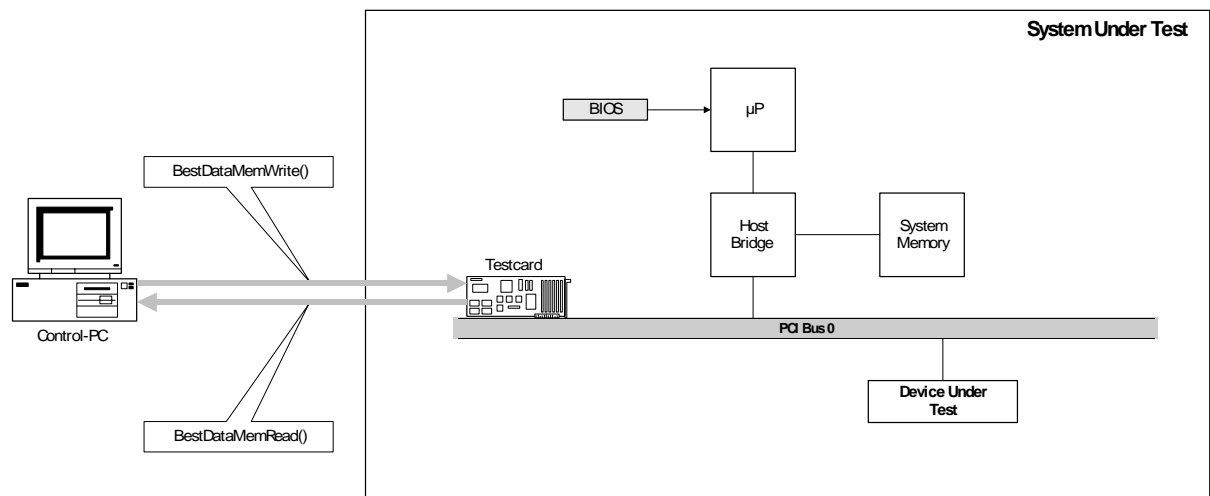 System Under Test
BIOS
µP
BestDataMemWrite()
Host
Bridge
System
Memory
Testcard
Control-PC
PCI Bus 0
Device Under
Test
BestDataMemRead()